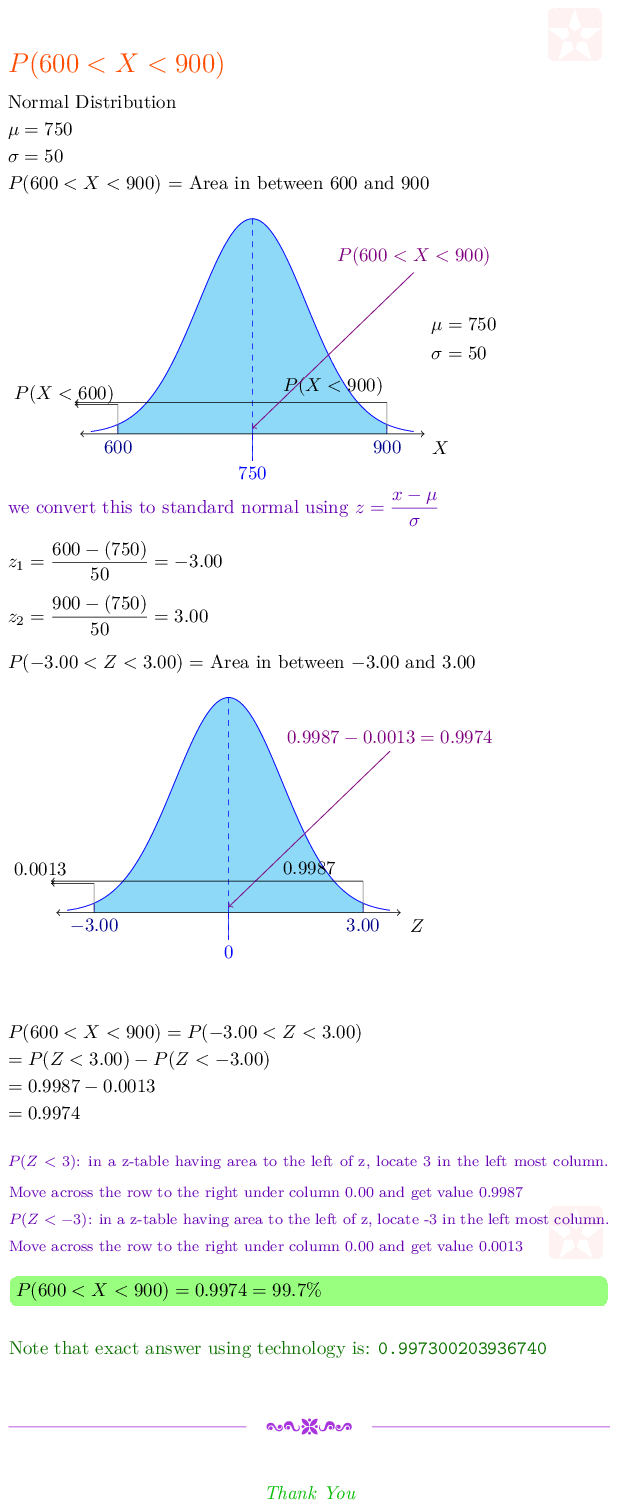 P(600 < X < 900)
Normal Distribution
μ = 750
σ = 50
P(600 < X < 900) = Area in between 600 and 900
P(600 < X < 900)
μ = 750
σ = 50
P(X < 600)
P(X < 900)
600
900
X
750
we convert this to standard normal using z = (x − μ)/σ
z₁ = (600 − (750))/50 = −3.00
z₂ = (900 − (750))/50 = 3.00
P(−3.00 < Z < 3.00) = Area in between −3.00 and 3.00
0.9987 − 0.0013 = 0.9974
0.0013
0.9987
−3.00
3.00
Z
0
P(600 < X < 900) = P(−3.00 < Z < 3.00)
= P(Z < 3.00) − P(Z < −3.00)
= 0.9987 − 0.0013
= 0.9974
P(Z < 3): in a z-table having area to the left of z, locate 3 in the left most column.
Move across the row to the right under column 0.00 and get value 0.9987
P(Z < −3): in a z-table having area to the left of z, locate -3 in the left most column.
Move across the row to the right under column 0.00 and get value 0.0013
P(600 < X < 900) = 0.9974 = 99.7%
Note that exact answer using technology is: 0.997300203936740
Thank You